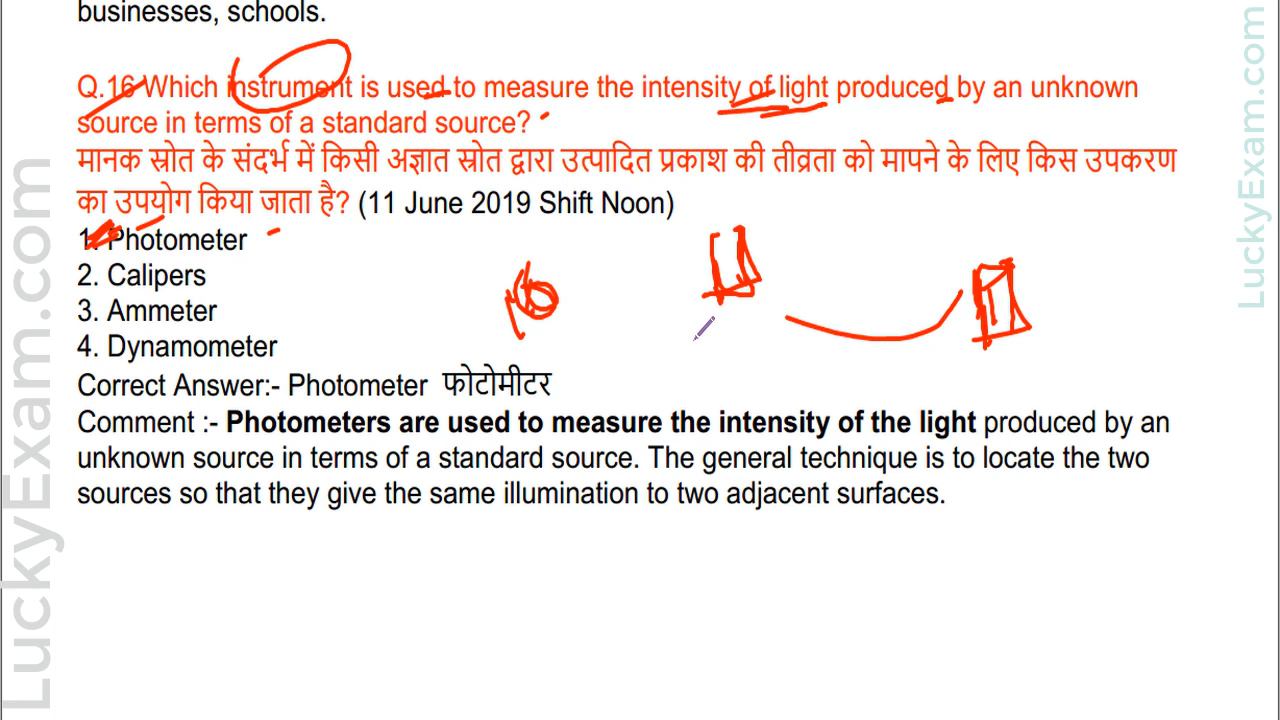 businesses, schools.
Q.16 Which instrument is used to measure the intensity of light produced by an unknown
source in terms of a standard source?
मानक स्रोत के संदर्भ में किसी अज्ञात स्रोत द्वारा उत्पादित प्रकाश की तीव्रता को मापने के लिए किस उपकरण
का उपयोग किया जाता है? (11 June 2019 Shift Noon)
1. Photometer
2. Calipers
3. Ammeter
4. Dynamometer
Correct Answer:- Photometer फोटोमीटर
Comment :- Photometers are used to measure the intensity of the light produced by an
unknown source in terms of a standard source. The general technique is to locate the two
sources so that they give the same illumination to two adjacent surfaces.
LuckyExam.com
LuckyExam.com